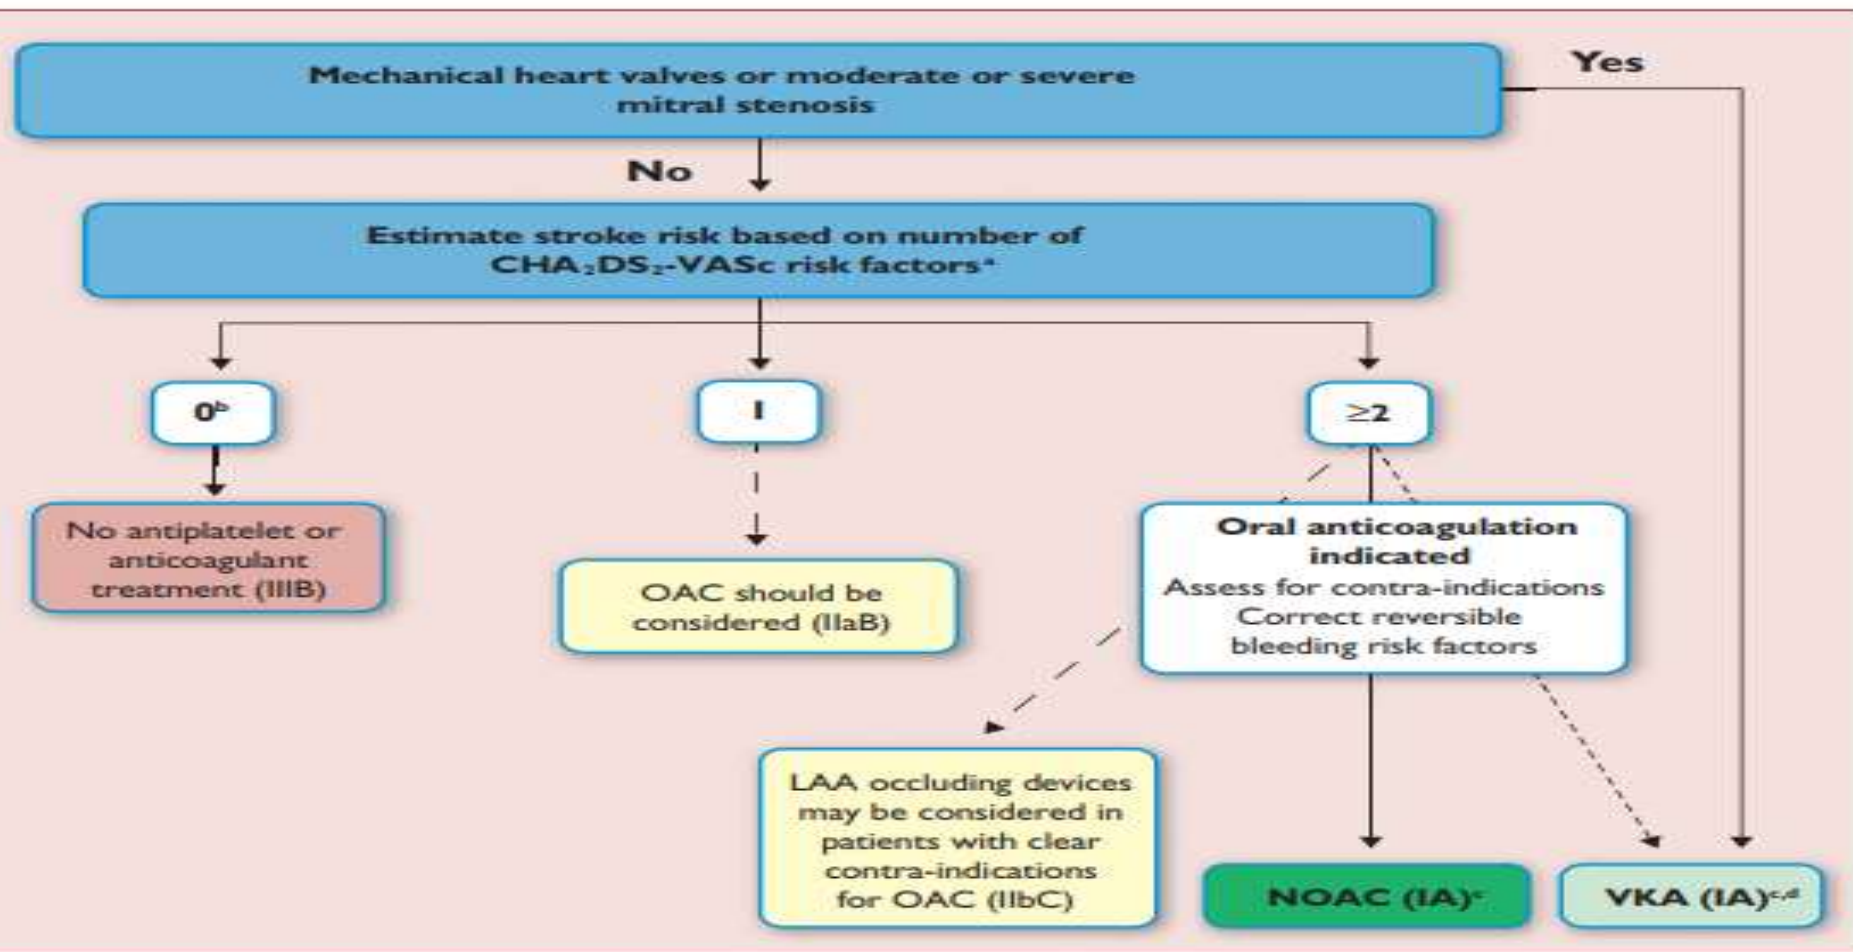 Mechanical heart valves or moderate or severe
mitral stenosis
Yes
No
Estimate stroke risk based on number of
CHA₂DS₂-VASc risk factorsᵃ
0ᵇ
1
≥2
No antiplatelet or
anticoagulant
treatment (IIIB)
OAC should be
considered (IIaB)
Oral anticoagulation
indicated
Assess for contra-indications
Correct reversible
bleeding risk factors
LAA occluding devices
may be considered in
patients with clear
contra-indications
for OAC (IIbC)
NOAC (IA)ᶜ
VKA (IA)ᶜ,ᵈ